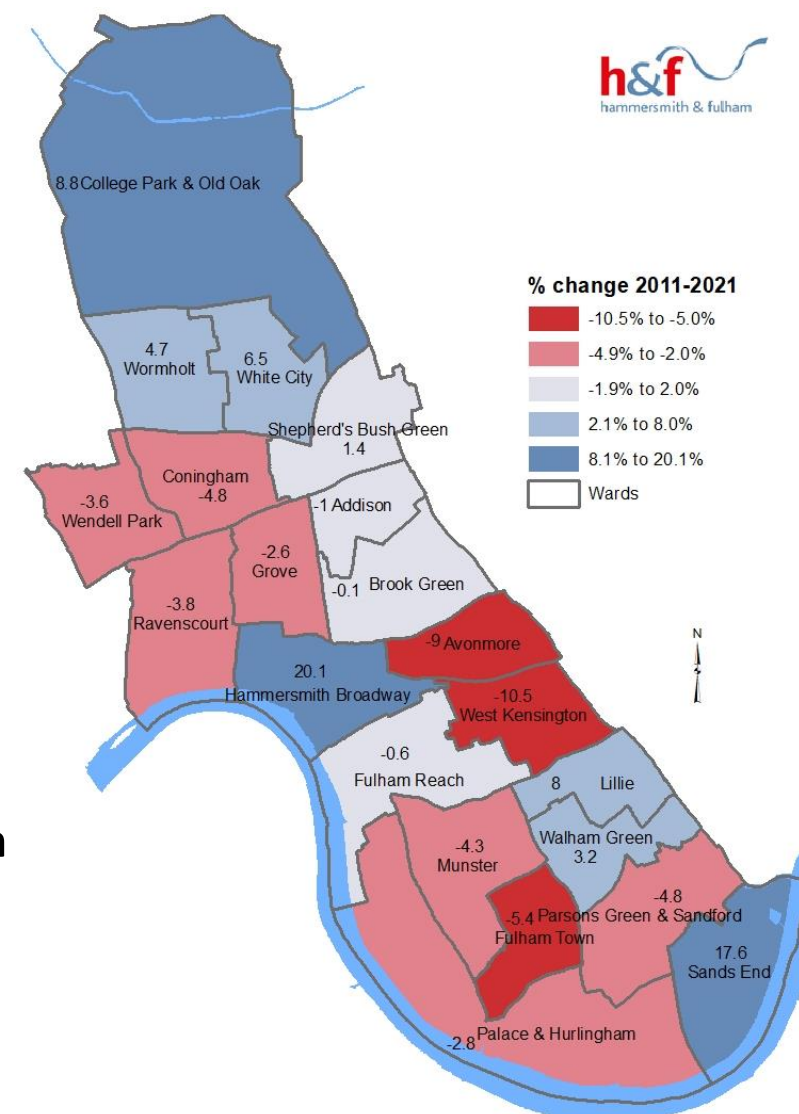 h&f
hammersmith & fulham
8.8 College Park & Old Oak
% change 2011-2021
-10.5% to -5.0%
-4.9% to -2.0%
-1.9% to 2.0%
2.1% to 8.0%
8.1% to 20.1%
Wards
4.7
Wormholt
6.5
White City
Shepherd's Bush Green
1.4
Coningham
-4.8
-3.6
Wendell Park
-1 Addison
-2.6
Grove
-0.1 Brook Green
-3.8
Ravenscourt
-9 Avonmore
N
20.1
Hammersmith Broadway
-10.5
West Kensington
-0.6
Fulham Reach
8 Lillie
Walham Green
3.2
-4.3
Munster
-4.8
Parsons Green & Sandford
-5.4
Fulham Town
17.6
Sands End
-2.8 Palace & Hurlingham